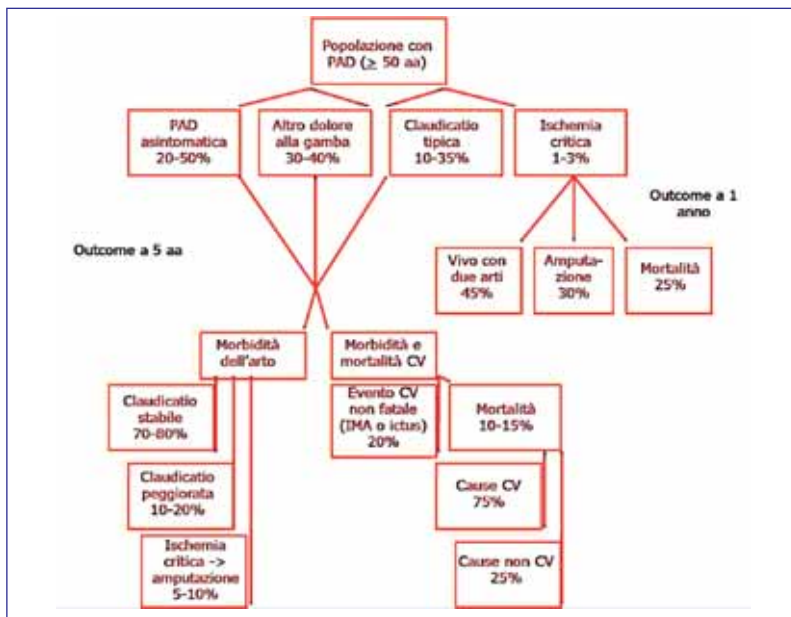 Popolazione con
PAD (≥ 50 aa)
PAD
asintomatica
20-50%
Altro dolore
alla gamba
30-40%
Claudicatio
tipica
10-35%
Ischemia
critica
1-3%
Outcome a 1
anno
Outcome a 5 aa
Vivo con
due arti
45%
Amputa-
zione
30%
Mortalità
25%
Morbidità
dell'arto
Morbidità e
mortalità CV
Claudicatio
stabile
70-80%
Evento CV
non fatale
(IMA o ictus)
20%
Mortalità
10-15%
Claudicatio
peggiorata
10-20%
Cause CV
75%
Ischemia
critica ->
amputazione
5-10%
Cause non CV
25%